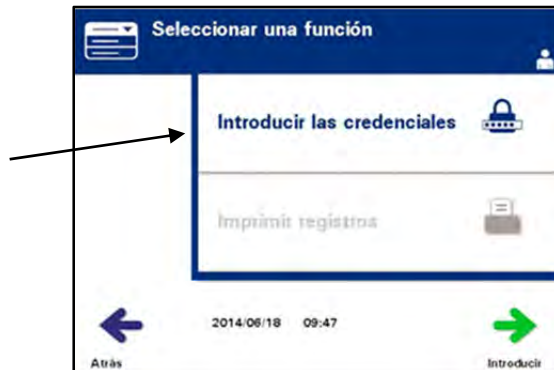 Seleccionar una función
Introducir las credenciales
Imprimir registros
2014/06/18 09:47
Atrás
Introducir